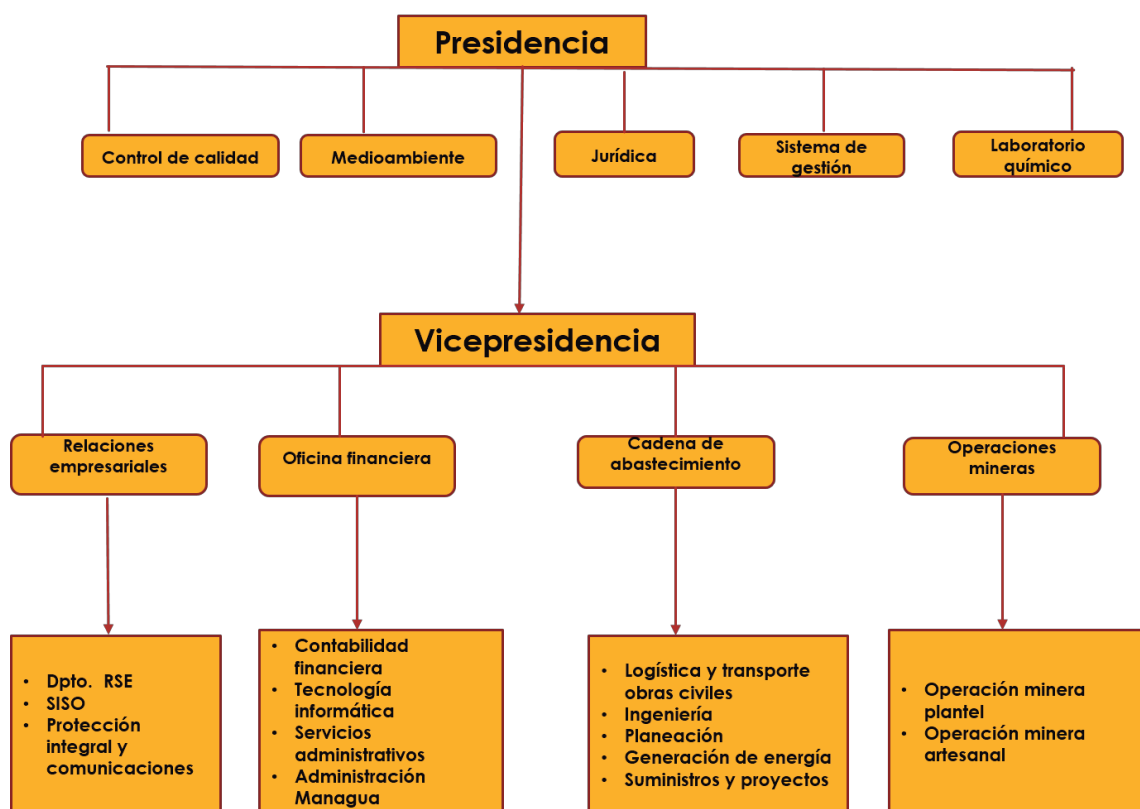 Presidencia
Control de calidad
Medioambiente
Jurídica
Sistema de
gestión
Laboratorio
químico
Vicepresidencia
Relaciones
empresariales
Oficina financiera
Cadena de
abastecimiento
Operaciones
mineras
• Dpto. RSE
• SISO
• Protección
integral y
comunicaciones
• Contabilidad
financiera
• Tecnología
informática
• Servicios
administrativos
• Administración
Managua
• Logística y transporte
obras civiles
• Ingeniería
• Planeación
• Generación de energía
• Suministros y proyectos
• Operación minera
plantel
• Operación minera
artesanal